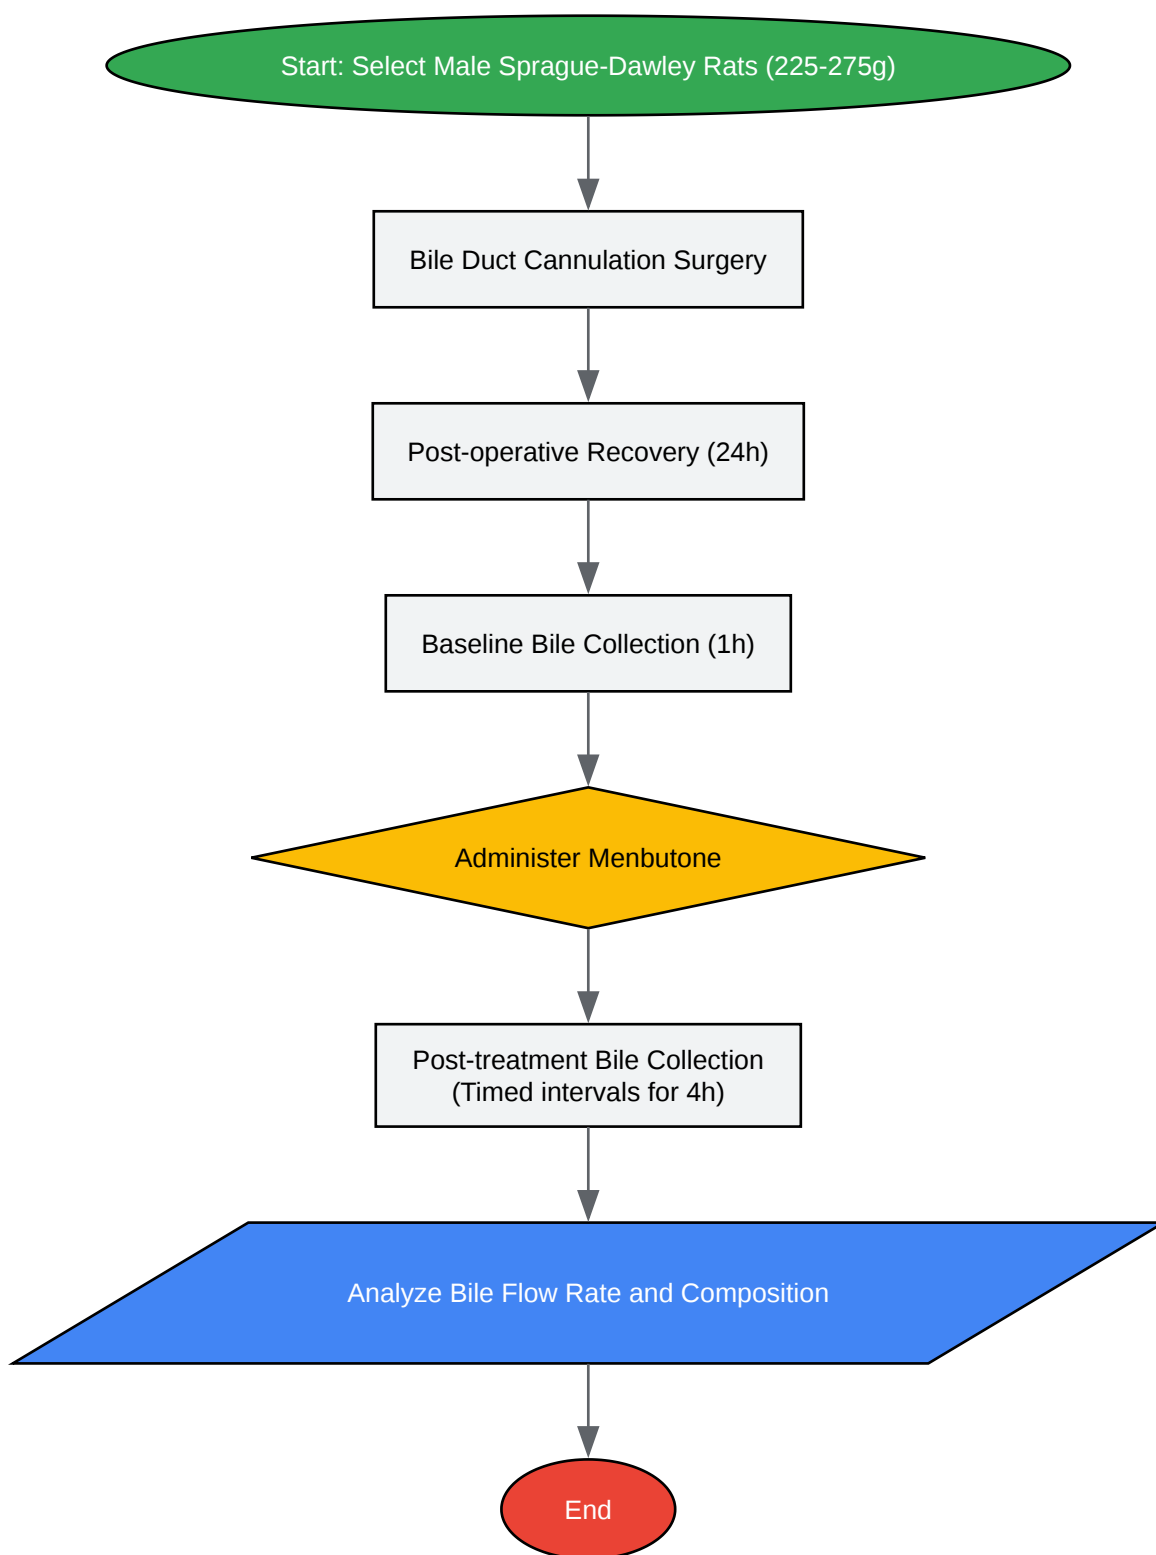 Start: Select Male Sprague-Dawley Rats (225-275g)
Bile Duct Cannulation Surgery
Post-operative Recovery (24h)
Baseline Bile Collection (1h)
Administer Menbutone
Post-treatment Bile Collection
(Timed intervals for 4h)
Analyze Bile Flow Rate and Composition
End